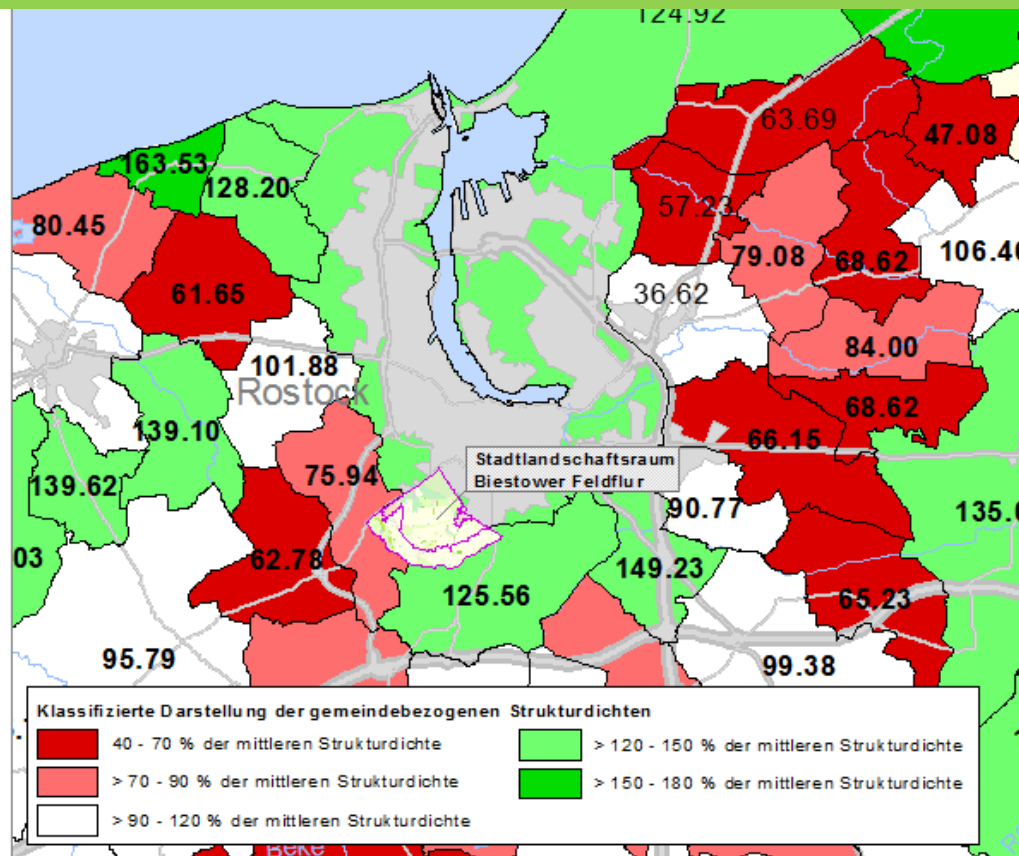 124.92
63.69
47.08
163.53
128.20
57.23
80.45
79.08
68.62
106.40
61.65
36.62
84.00
101.88
Rostock
68.62
139.10
66.15
75.94
Stadtlandschaftsraum
Biestower Feldflur
139.62
90.77
135.
03
62.78
149.23
125.56
65.23
95.79
99.38
Klassifizierte Darstellung der gemeindebezogenen Strukturdichten
40 - 70 % der mittleren Strukturdichte
> 70 - 90 % der mittleren Strukturdichte
> 90 - 120 % der mittleren Strukturdichte
> 120 - 150 % der mittleren Strukturdichte
> 150 - 180 % der mittleren Strukturdichte
Beke